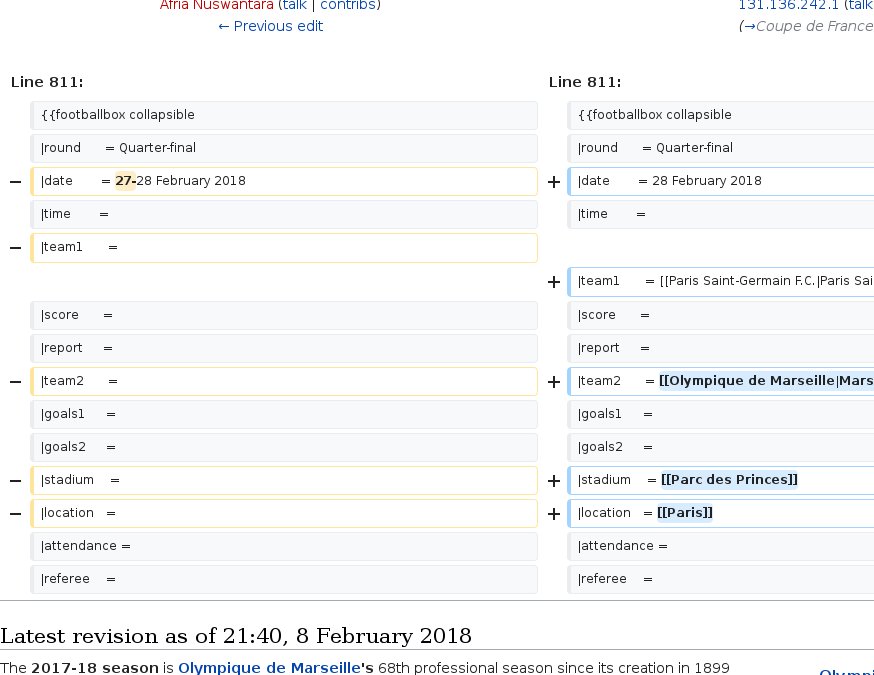 Afria Nuswantara (talk | contribs)
131.136.242.1 (talk
← Previous edit
(→Coupe de France
Line 811:
Line 811:
{{footballbox collapsible
{{footballbox collapsible
|round = Quarter-final
|round = Quarter-final
− |date = 27-28 February 2018
+ |date = 28 February 2018
|time =
|time =
− |team1 =
+ |team1 = [[Paris Saint-Germain F.C.|Paris Sai
|score =
|score =
|report =
|report =
− |team2 =
+ |team2 = [[Olympique de Marseille|Mars
|goals1 =
|goals1 =
|goals2 =
|goals2 =
− |stadium =
+ |stadium = [[Parc des Princes]]
− |location =
+ |location = [[Paris]]
|attendance =
|attendance =
|referee =
|referee =
Latest revision as of 21:40, 8 February 2018
The 2017-18 season is Olympique de Marseille's 68th professional season since its creation in 1899
Olympi